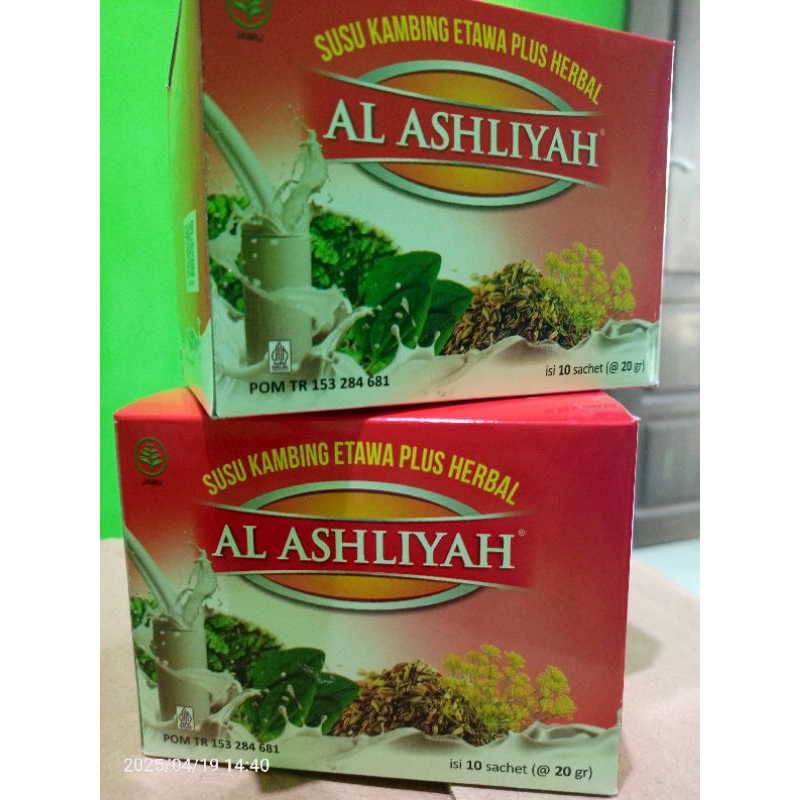 JAMU
SUSU KAMBING ETAWA PLUS HERBAL
AL ASHLIYAH®
HALAL
POM TR 153 284 681
isi 10 sachet (@ 20 gr)
JAMU
SUSU KAMBING ETAWA PLUS HERBAL
AL ASHLIYAH®
POM TR 153 284 681
isi 10 sachet (@ 20 gr)
2025/04/19 14:40